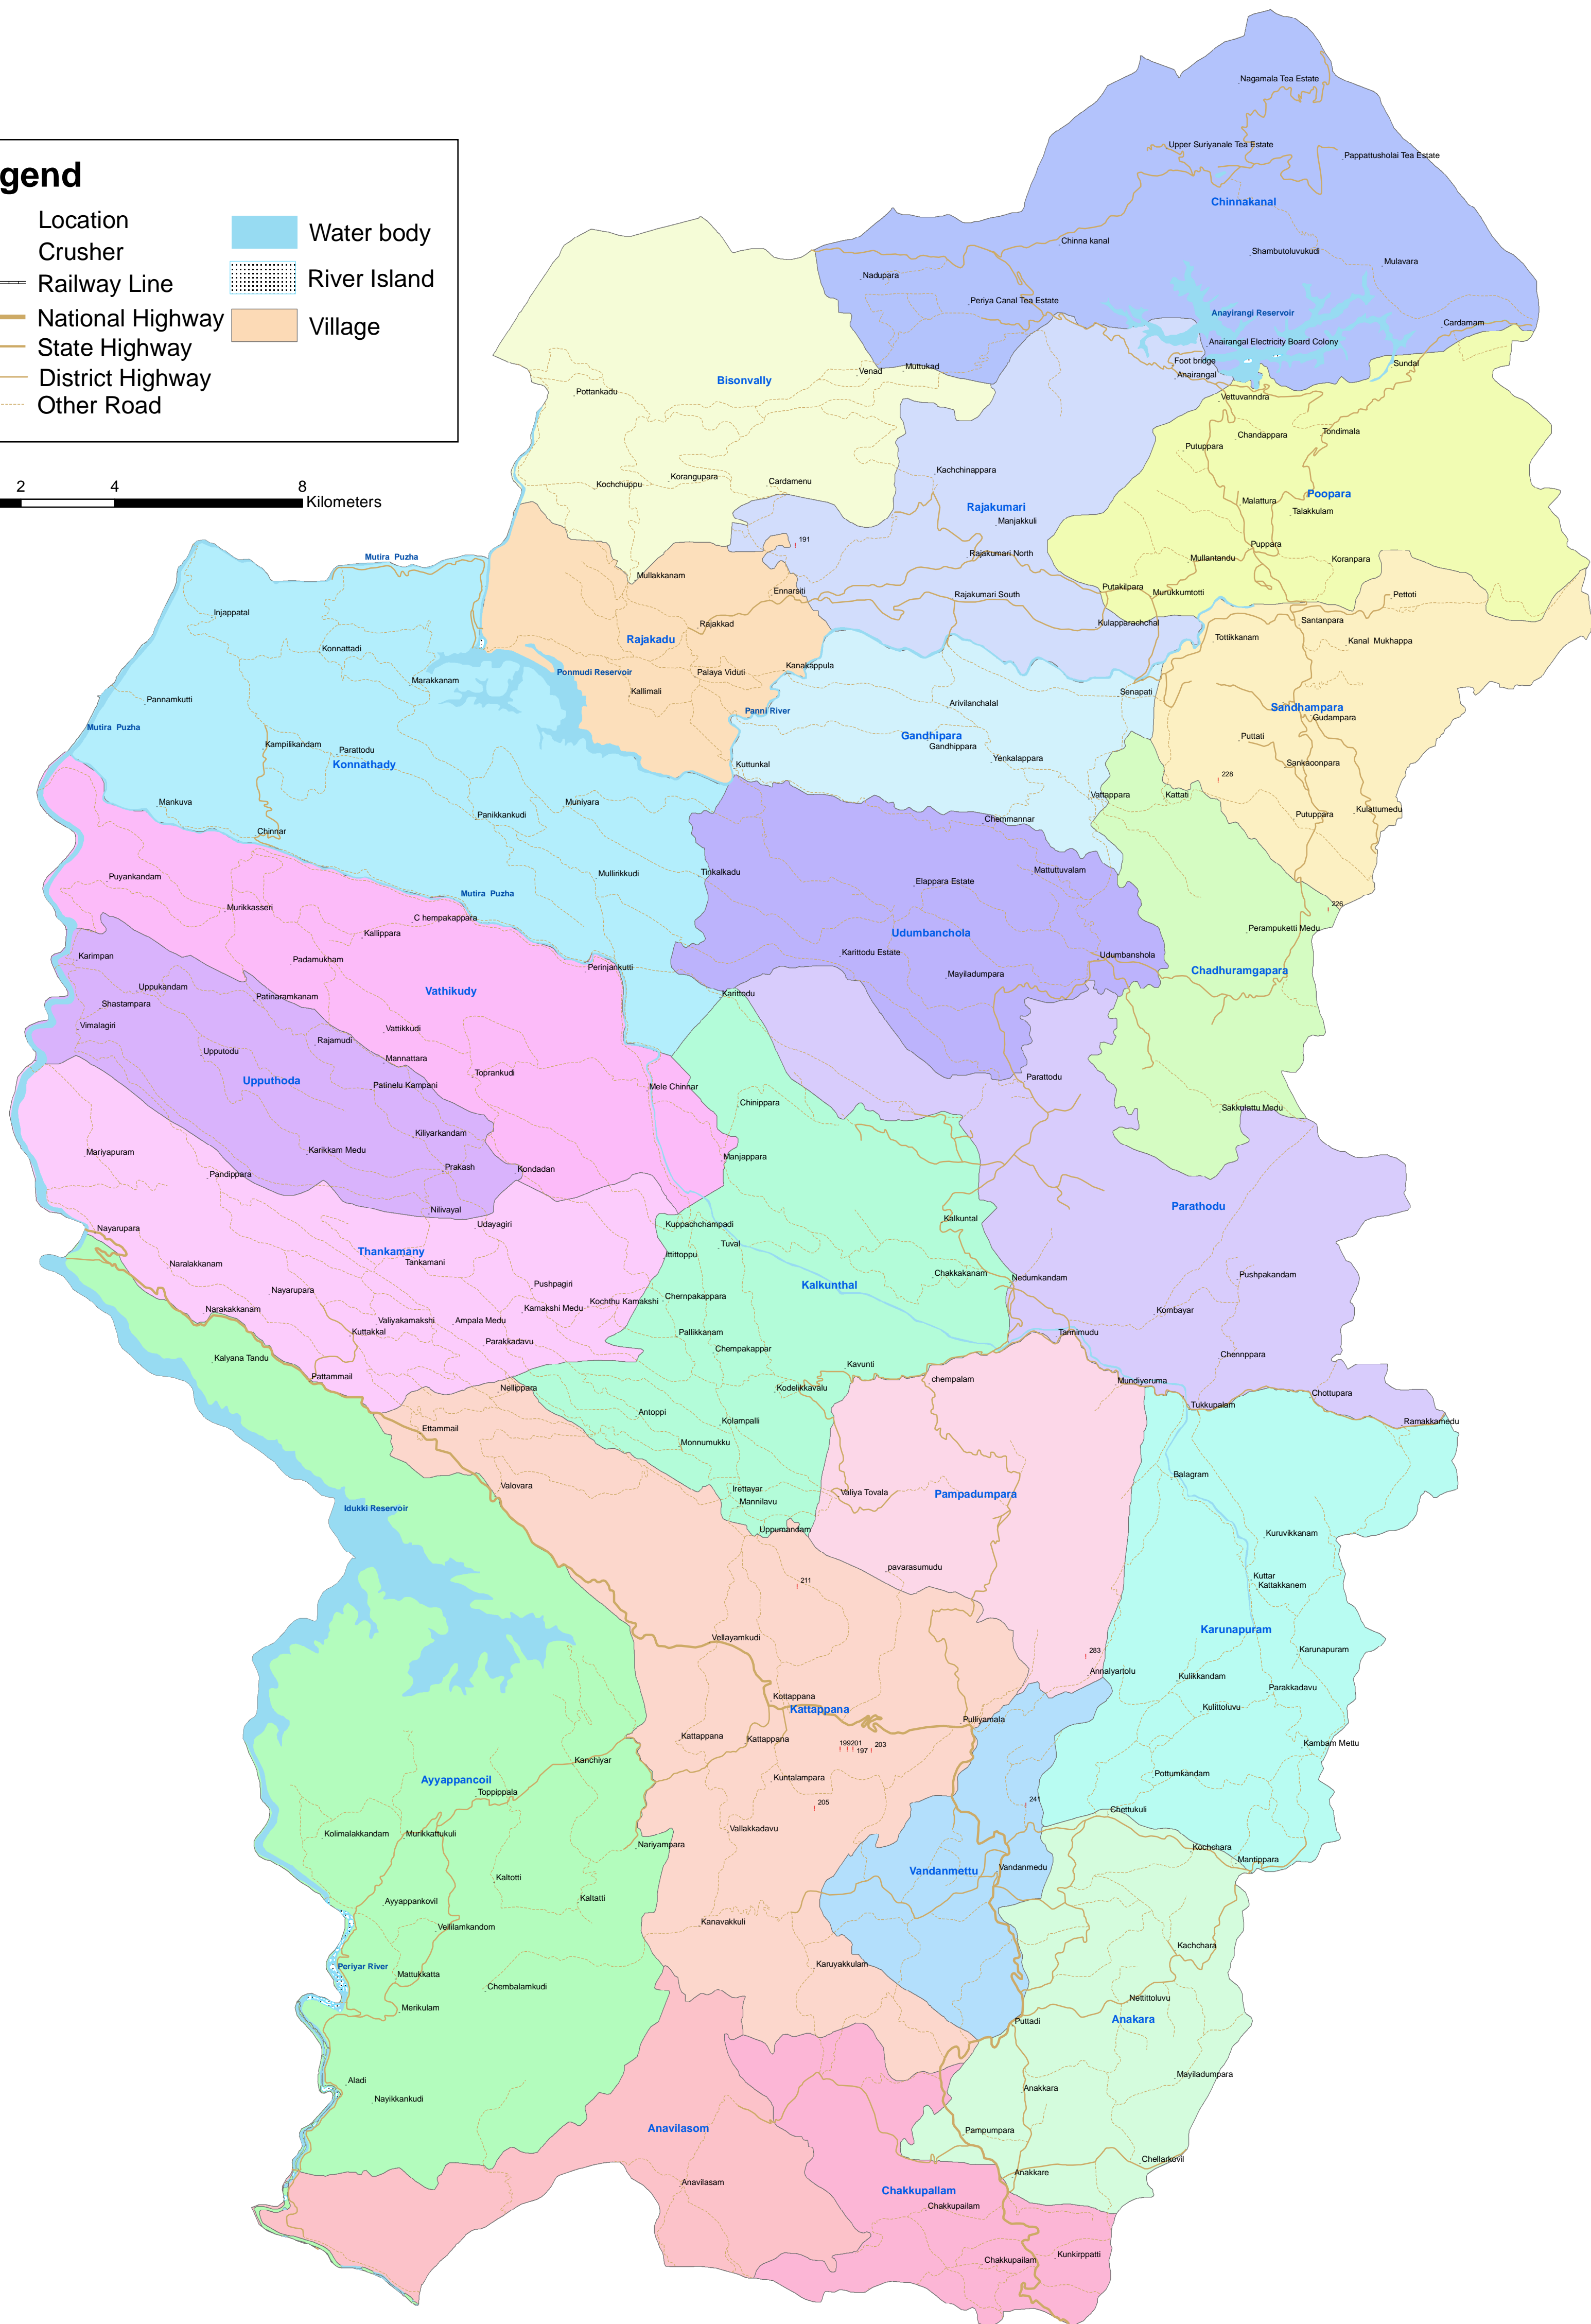 gend
Location
Crusher
Railway Line
National Highway
State Highway
District Highway
Other Road
Water body
River Island
Village
2 4 8
Kilometers
Nagamala Tea Estate
Upper Suriyanale Tea Estate
Pappattusholai Tea Estate
Chinnakanal
Chinna kanal
Shambutoluvukudi
Mulavara
Nadupara
Periya Canal Tea Estate
Anayirangi Reservoir
Cardamam
Anairangal Electricity Board Colony
Foot bridge
Sundal
Anairangal
Muttukad
Venad
Bisonvally
Pottankadu
Vettuvanndra
Tondimala
Chandappara
Putuppara
Kachchinappara
Korangupara
Cardamenu
Kochchuppu
Poopara
Malattura
Talakkulam
Rajakumari
Manjakkuli
191
Puppara
Rajakumari North
Mullantandu
Koranpara
Mutira Puzha
Mullakkanam
Ennarsiti
Putakilpara
Murukkumtotti
Rajakumari South
Pettoti
Injappatal
Rajakkad
Kulapparachchal
Santanpara
Rajakadu
Tottikkanam
Kanal Mukhappa
Konnattadi
Kanakappula
Ponmudi Reservoir
Palaya Viduti
Marakkanam
Kallimali
Senapati
Pannamkutti
Arivilanchalal
Panni River
Sandhampara
Gudampara
Mutira Puzha
Gandhipara
Gandhippara
Puttati
Kampilikandam
Parattodu
Konnathady
Kuttunkal
Yenkalappara
Sankaoonpara
228
Mankuva
Muniyara
Vattappara
Kattati
Panikkankudi
Chemmannar
Putuppara
Kulattumedu
Chinnar
Puyankandam
Mullirikkudi
Tinkalkadu
Mattuttuvalam
Elappara Estate
Mutira Puzha
226
Murikkasseri
C hempakappara
Kallippara
Udumbanchola
Perampuketti Medu
Karimpan
Karittodu Estate
Udumbanshola
Padamukham
Perinjankutti
Mayiladumpara
Chadhuramgapara
Uppukandam
Vathikudy
Patinaramkanam
Karittodu
Shastampara
Vimalagiri
Vattikkudi
Rajamudi
Upputodu
Mannattara
Toprankudi
Parattodu
Upputhoda
Patinelu Kampani
Mele Chinnar
Chinippara
Sakkulattu Medu
Kiliyarkandam
Mariyapuram
Karikkam Medu
Manjappara
Pandippara
Prakash
Kondadan
Parathodu
Nilivayal
Nayarupara
Udayagiri
Kuppachchampadi
Kalkuntal
Thankamany
Tankamani
Ittittoppu
Tuval
Naralakkanam
Chakkakanam
Nedumkandam
Pushpakandam
Nayarupara
Pushpagiri
Kalkunthal
Chernpakappara
Kochthu Kamakshi
Narakakkanam
Kamakshi Medu
Kombayar
Valiyakamakshi
Ampala Medu
Kuttakkal
Pallikkanam
Tannimudu
Parakkadavu
Chempakappar
Chennppara
Kalyana Tandu
Kavunti
Pattammail
chempalam
Mundiyeruma
Nellippara
Kodelikkavalu
Chottupara
Tukkupalam
Antoppi
Kolampalli
Ramakkamedu
Ettammail
Monnumukku
Balagram
Valovara
Irettayar
Valiya Tovala
Pampadumpara
Mannilavu
Idukki Reservoir
Uppumandam
Kuruvikkanam
pavarasumudu
211
Kuttar
Kattakkanem
Karunapuram
Vellayamkudi
Karunapuram
283
Annalyartolu
Kulikkandam
Parakkadavu
Kottappana
Kattappana
Kulittoluvu
Pulliyamala
Kattappana
Kattappana
199201
197
203
Kambam Mettu
Kanchiyar
Pottumkandam
Ayyappancoil
Kuntalampara
Toppippala
205
241
Chettukuli
Kolimalakkandam
Murikkattukuli
Vallakkadavu
Nariyampara
Kochchara
Mantippara
Vandanmettu
Vandanmedu
Kaltotti
Kaltatti
Ayyappankovil
Kanavakkuli
Vellilamkandom
Kachchara
Periyar River
Karuyakkulam
Mattukkatta
Chembalamkudi
Nettittoluvu
Merikulam
Puttadi
Anakara
Aladi
Mayiladumpara
Nayikkankudi
Anakkara
Anavilasom
Pampumpara
Chellarkovil
Anakkare
Anavilasam
Chakkupallam
Chakkupailam
Chakkupailam
Kunkirppatti